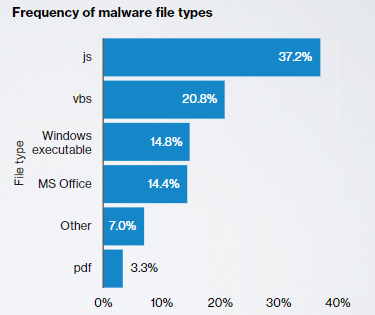 Frequency of malware file types
js
37.2%
vbs
20.8%
Windows
executable
14.8%
MS Office
14.4%
Other
7.0%
pdf
3.3%
File type
0% 10% 20% 30% 40%